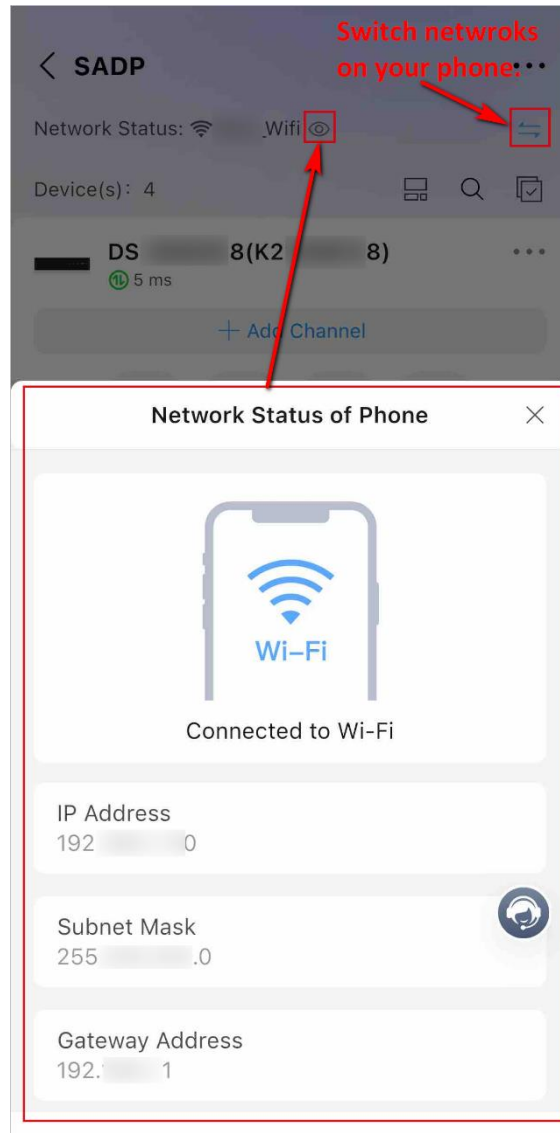 Switch netwroks
SADP on your phone.
Network Status: Wifi
Device(s): 4
DS 8(K2 8)
5 ms
+ Add Channel
Network Status of Phone
Wi-Fi
Connected to Wi-Fi
IP Address
192 0
Subnet Mask
255 .0
Gateway Address
192. 1